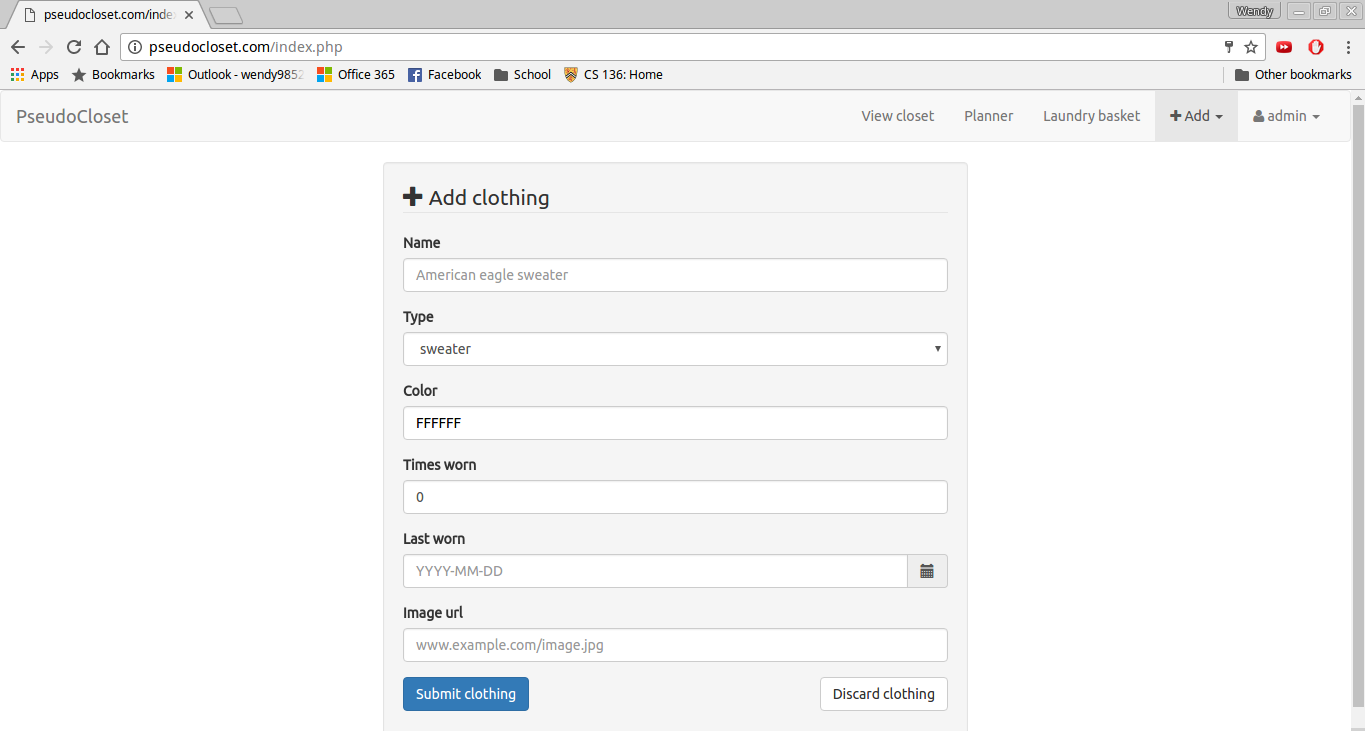 pseudocloset.com/inde
Wendy
pseudocloset.com/index.php
Apps Bookmarks Outlook - wendy9852 Office 365 Facebook School CS 136: Home Other bookmarks
PseudoCloset View closet Planner Laundry basket Add admin
Add clothing
Name
American eagle sweater
Type
sweater
Color
FFFFFF
Times worn
0
Last worn
YYYY-MM-DD
Image url
www.example.com/image.jpg
Submit clothing Discard clothing